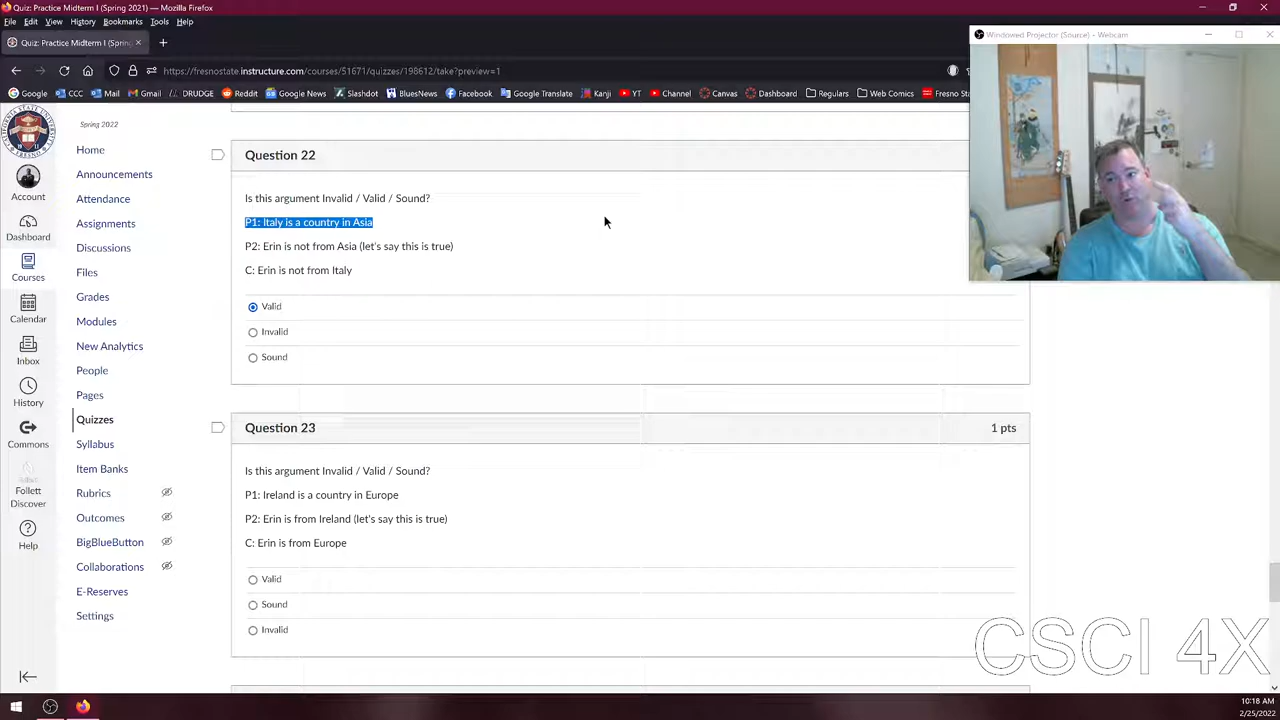 Quiz: Practice Midterm I (Spring 2021) — Mozilla Firefox
File Edit View History Bookmarks Tools Help
Quiz: Practice Midterm I (Spring
https://fresnostate.instructure.com/courses/51671/quizzes/198612/take?preview=1
Google CCC Mail Gmail DRUDGE Reddit Google News Slashdot BluesNews Facebook Google Translate Kanji YT Channel Canvas Dashboard Regulars Web Comics Fresno St
Windowed Projector (Source) - Webcam
Account
Dashboard
Courses
Calendar
Inbox
History
Commons
Follett
Discover
Help
Spring 2022
Home
Announcements
Attendance
Assignments
Discussions
Files
Grades
Modules
New Analytics
People
Pages
Quizzes
Syllabus
Item Banks
Rubrics
Outcomes
BigBlueButton
Collaborations
E-Reserves
Settings
Question 22
Is this argument Invalid / Valid / Sound?
P1: Italy is a country in Asia
P2: Erin is not from Asia (let's say this is true)
C: Erin is not from Italy
Valid
Invalid
Sound
Question 23
1 pts
Is this argument Invalid / Valid / Sound?
P1: Ireland is a country in Europe
P2: Erin is from Ireland (let's say this is true)
C: Erin is from Europe
Valid
Sound
Invalid
CSCI 4X
10:18 AM
2/25/2022